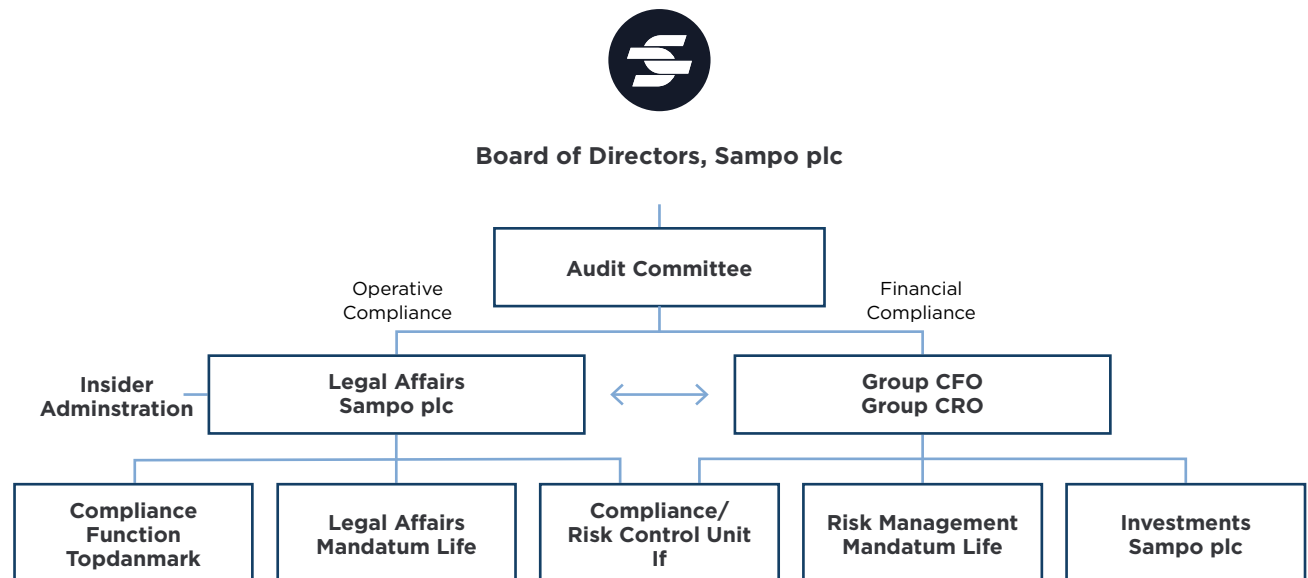 Board of Directors, Sampo plc
Audit Committee
Operative
Compliance
Financial
Compliance
Insider
Adminstration
Legal Affairs
Sampo plc
Group CFO
Group CRO
Compliance
Function
Topdanmark
Legal Affairs
Mandatum Life
Compliance/
Risk Control Unit
If
Risk Management
Mandatum Life
Investments
Sampo plc